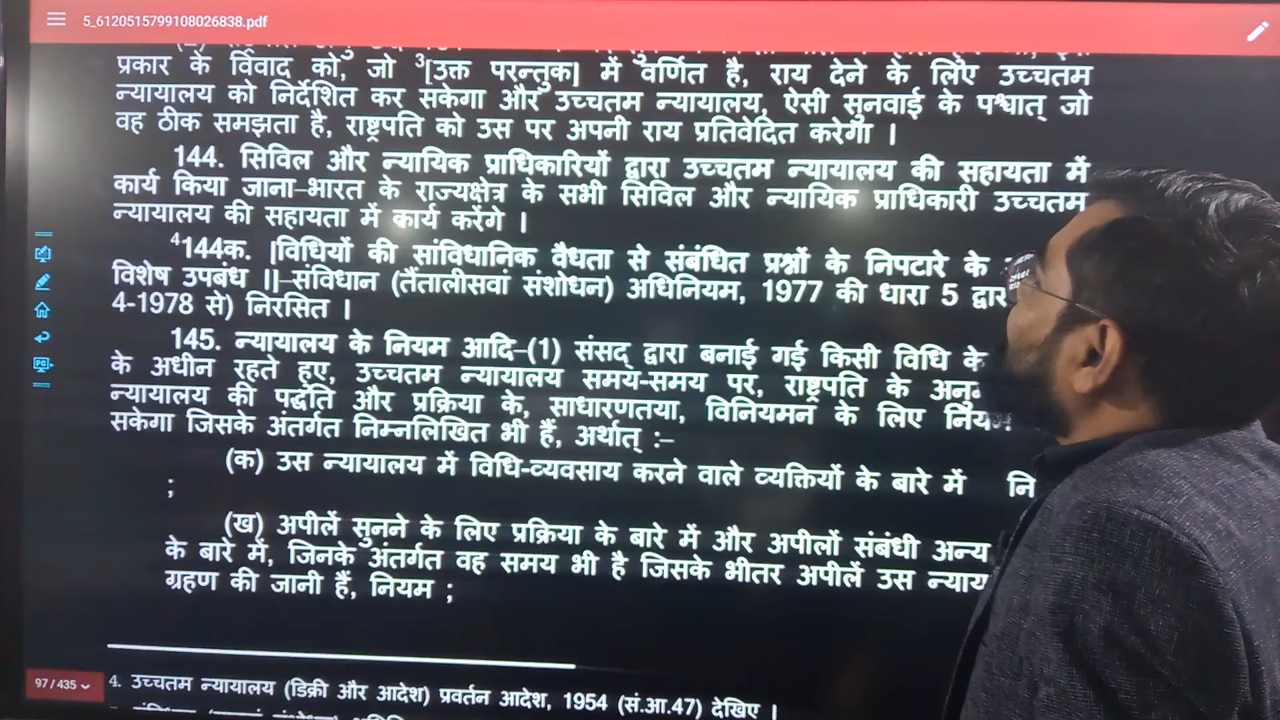 5_6120515799108026838.pdf
प्रकार के विवाद को, जो ³[उक्त परन्तुक] में वर्णित है, राय देने के लिए उच्चतम
न्यायालय को निर्देशित कर सकेगा और उच्चतम न्यायालय, ऐसी सुनवाई के पश्चात् जो
वह ठीक समझता है, राष्ट्रपति को उस पर अपनी राय प्रतिवेदित करेगा ।
144. सिविल और न्यायिक प्राधिकारियों द्वारा उच्चतम न्यायालय की सहायता में
कार्य किया जाना–भारत के राज्यक्षेत्र के सभी सिविल और न्यायिक प्राधिकारी उच्चतम
न्यायालय की सहायता में कार्य करेंगे ।
⁴144क. [विधियों की सांविधानिक वैधता से संबंधित प्रश्नों के निपटारे के
विशेष उपबंध ।]–संविधान (तैंतालीसवां संशोधन) अधिनियम, 1977 की धारा 5
4-1978 से) निरसित ।
145. न्यायालय के नियम आदि–(1) संसद् द्वारा बनाई गई किसी विधि के
के अधीन रहते हुए, उच्चतम न्यायालय समय-समय पर, राष्ट्रपति के
न्यायालय की पद्धति और प्रक्रिया के, साधारणतया, विनियमन के लिए
सकेगा जिसके अंतर्गत निम्नलिखित भी हैं, अर्थात् :–
(क) उस न्यायालय में विधि-व्यवसाय करने वाले व्यक्तियों के बारे में
;
(ख) अपीलें सुनने के लिए प्रक्रिया के बारे में और अपीलों संबंधी अन्य
के बारे में, जिनके अंतर्गत वह समय भी है जिसके भीतर अपीलें उस
ग्रहण की जानी हैं, नियम ;
97 / 435
4. उच्चतम न्यायालय (डिक्री और आदेश) प्रवर्तन आदेश, 1954 (सं.आ.47) देखिए ।